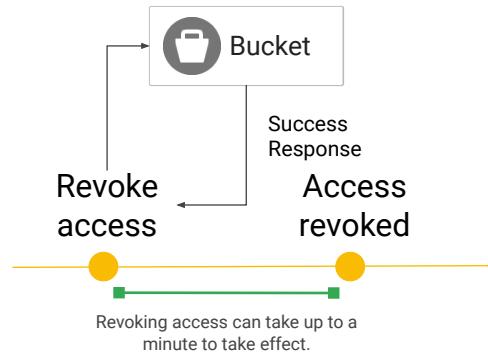 Bucket
Success
Response
Revoke
access
Access
revoked
Revoking access can take up to a
minute to take effect.